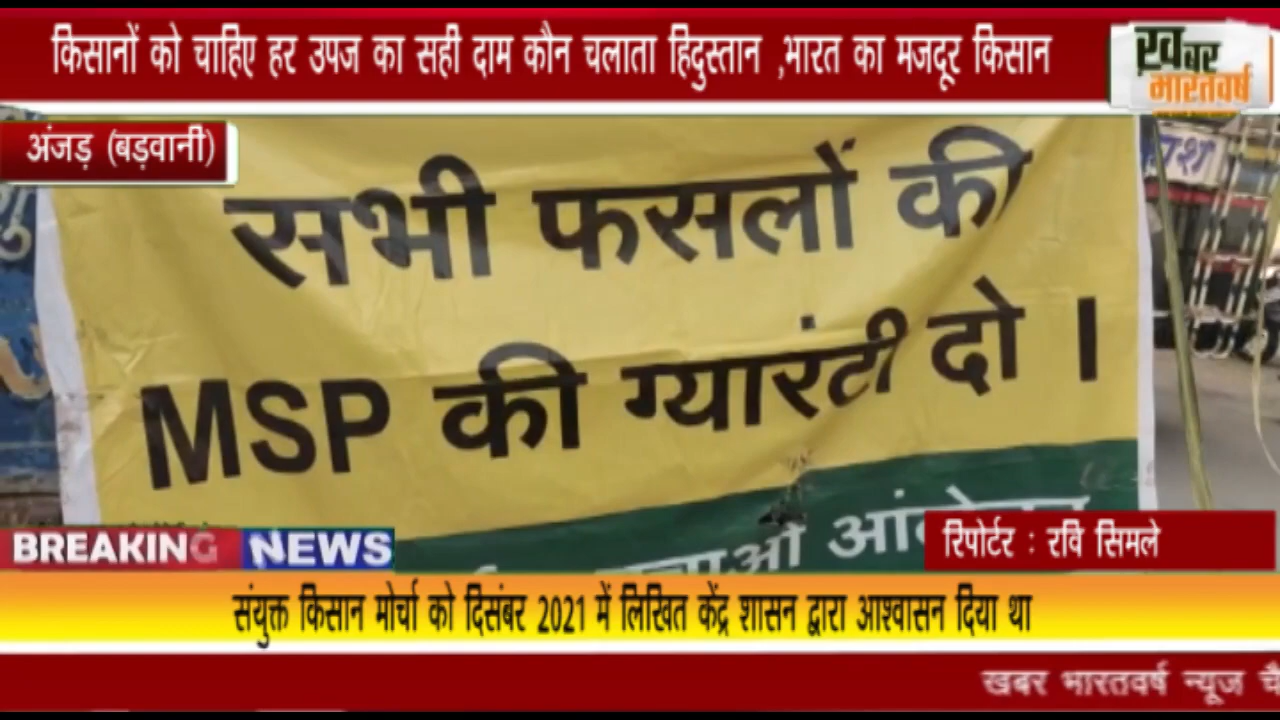 किसानों को चाहिए हर उपज का सही दाम कौन चलाता हिदुस्तान ,भारत का मजदूर किसान
ख़बर
भारतवर्ष
अंजड़ (बड़वानी)
सभी फसलों की
MSP की ग्यारंटी दो ।
BREAKING NEWS
रिपोर्टर : रवि सिमले
संयुक्त किसान मोर्चा को दिसंबर 2021 में लिखित केंद्र शासन द्वारा आश्वासन दिया था
खबर भारतवर्ष न्यूज